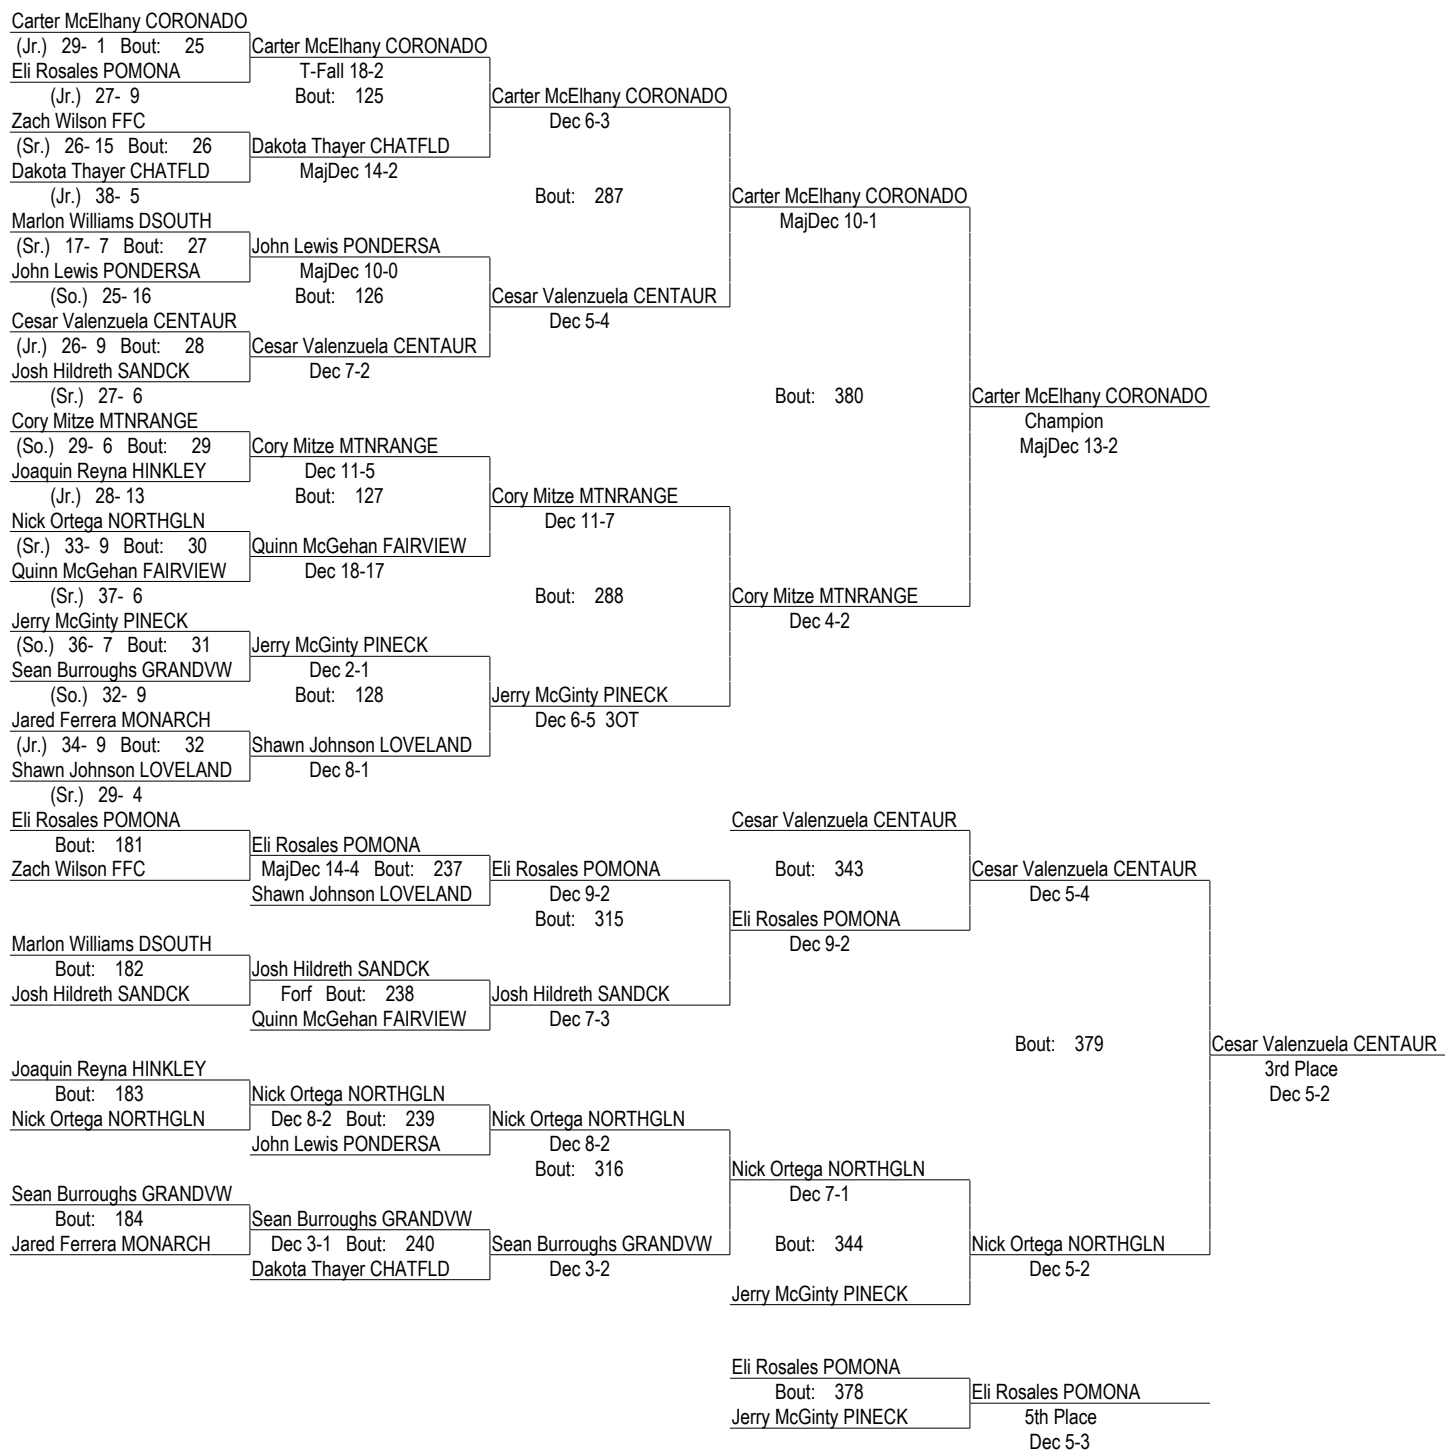 Carter McElhany CORONADO
(Jr.) 29- 1 Bout: 25 Carter McElhany CORONADO
Eli Rosales POMONA T-Fall 18-2
(Jr.) 27- 9 Bout: 125 Carter McElhany CORONADO
Zach Wilson FFC Dec 6-3
(Sr.) 26- 15 Bout: 26 Dakota Thayer CHATFLD
Dakota Thayer CHATFLD MajDec 14-2
(Jr.) 38- 5 Bout: 287 Carter McElhany CORONADO
Marlon Williams DSOUTH MajDec 10-1
(Sr.) 17- 7 Bout: 27 John Lewis PONDERSA
John Lewis PONDERSA MajDec 10-0
(So.) 25- 16 Bout: 126 Cesar Valenzuela CENTAUR
Cesar Valenzuela CENTAUR Dec 5-4
(Jr.) 26- 9 Bout: 28 Cesar Valenzuela CENTAUR
Josh Hildreth SANDCK Dec 7-2
(Sr.) 27- 6 Bout: 380 Carter McElhany CORONADO
Cory Mitze MTNRANGE Champion
(So.) 29- 6 Bout: 29 Cory Mitze MTNRANGE MajDec 13-2
Joaquin Reyna HINKLEY Dec 11-5
(Jr.) 28- 13 Bout: 127 Cory Mitze MTNRANGE
Nick Ortega NORTHGLN Dec 11-7
(Sr.) 33- 9 Bout: 30 Quinn McGehan FAIRVIEW
Quinn McGehan FAIRVIEW Dec 18-17
(Sr.) 37- 6 Bout: 288 Cory Mitze MTNRANGE
Jerry McGinty PINECK Dec 4-2
(So.) 36- 7 Bout: 31 Jerry McGinty PINECK
Sean Burroughs GRANDVW Dec 2-1
(So.) 32- 9 Bout: 128 Jerry McGinty PINECK
Jared Ferrera MONARCH Dec 6-5 3OT
(Jr.) 34- 9 Bout: 32 Shawn Johnson LOVELAND
Shawn Johnson LOVELAND Dec 8-1
(Sr.) 29- 4
Eli Rosales POMONA Cesar Valenzuela CENTAUR
Bout: 181 Eli Rosales POMONA
Zach Wilson FFC MajDec 14-4 Bout: 237 Eli Rosales POMONA Bout: 343 Cesar Valenzuela CENTAUR
Shawn Johnson LOVELAND Dec 9-2 Dec 5-4
Bout: 315 Eli Rosales POMONA
Marlon Williams DSOUTH Dec 9-2
Bout: 182 Josh Hildreth SANDCK
Josh Hildreth SANDCK Forf Bout: 238 Josh Hildreth SANDCK
Quinn McGehan FAIRVIEW Dec 7-3
Bout: 379 Cesar Valenzuela CENTAUR
Joaquin Reyna HINKLEY 3rd Place
Bout: 183 Nick Ortega NORTHGLN Dec 5-2
Nick Ortega NORTHGLN Dec 8-2 Bout: 239 Nick Ortega NORTHGLN
John Lewis PONDERSA Dec 8-2
Bout: 316 Nick Ortega NORTHGLN
Sean Burroughs GRANDVW Dec 7-1
Bout: 184 Sean Burroughs GRANDVW
Jared Ferrera MONARCH Dec 3-1 Bout: 240 Sean Burroughs GRANDVW Bout: 344 Nick Ortega NORTHGLN
Dakota Thayer CHATFLD Dec 3-2 Dec 5-2
Jerry McGinty PINECK
Eli Rosales POMONA
Bout: 378 Eli Rosales POMONA
Jerry McGinty PINECK 5th Place
Dec 5-3